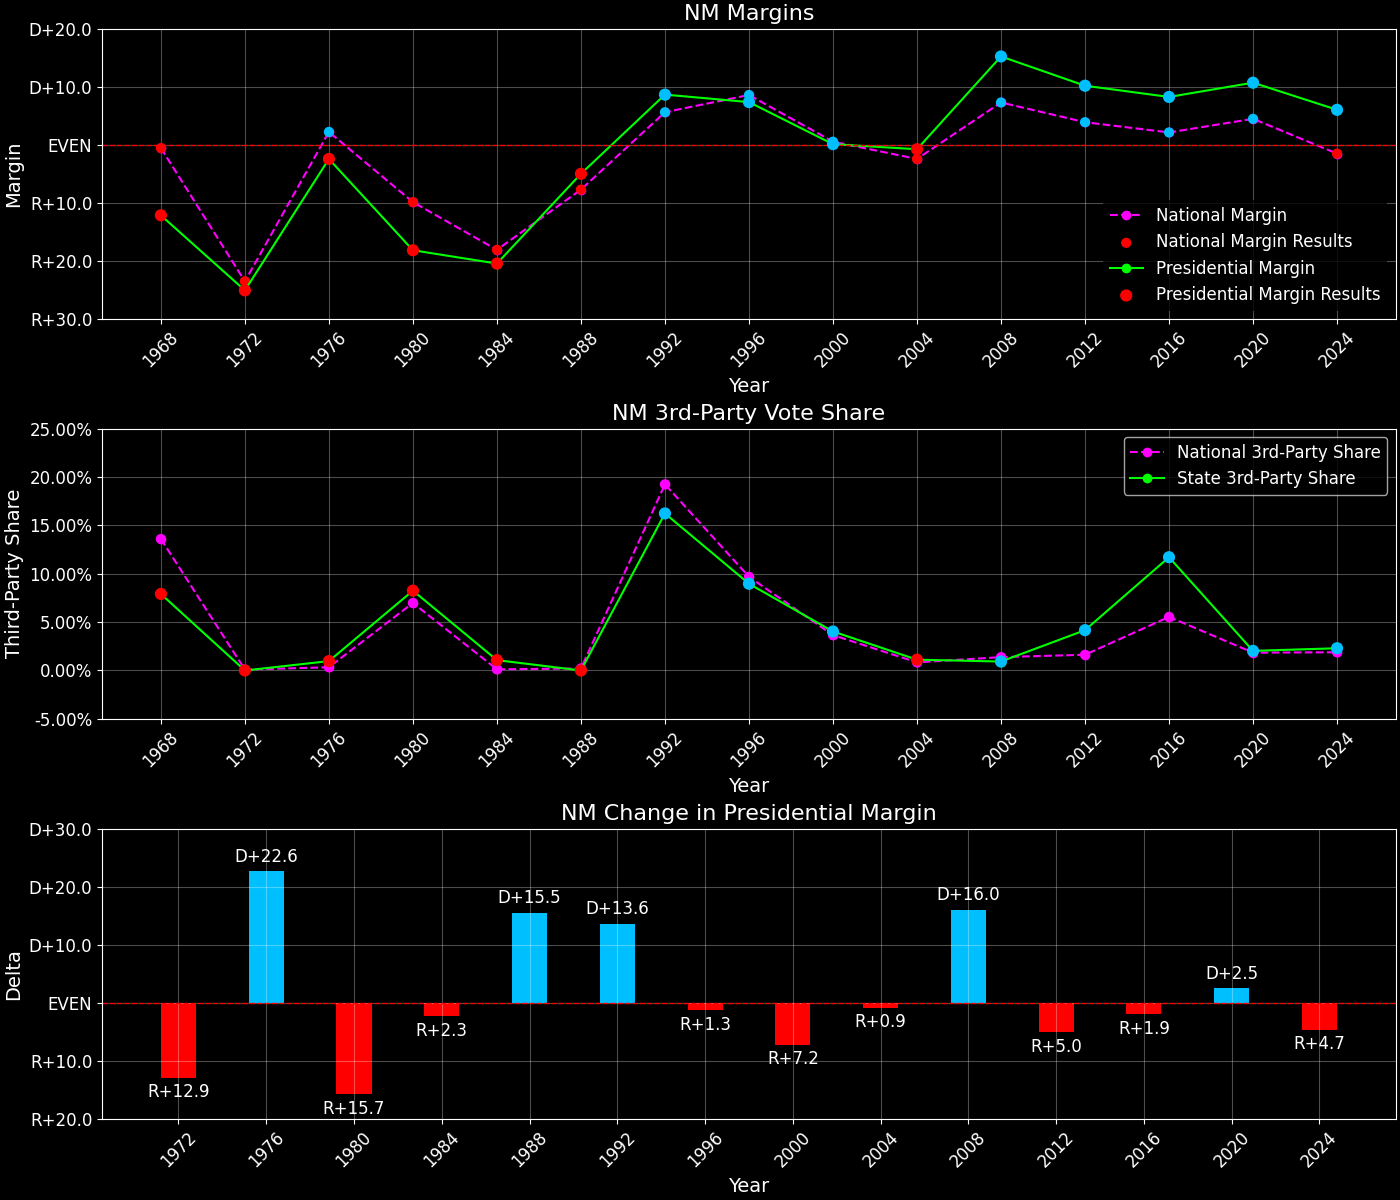 NM Margins
D+20.0
D+10.0
EVEN
R+10.0
R+20.0
R+30.0
Margin
National Margin
National Margin Results
Presidential Margin
Presidential Margin Results
1968 1972 1976 1980 1984 1988 1992 1996 2000 2004 2008 2012 2016 2020 2024
Year
NM 3rd-Party Vote Share
25.00%
20.00%
15.00%
10.00%
5.00%
0.00%
-5.00%
Third-Party Share
National 3rd-Party Share
State 3rd-Party Share
1968 1972 1976 1980 1984 1988 1992 1996 2000 2004 2008 2012 2016 2020 2024
Year
NM Change in Presidential Margin
D+30.0
D+20.0
D+10.0
EVEN
R+10.0
R+20.0
Delta
R+12.9
D+22.6
R+15.7
R+2.3
D+15.5
D+13.6
R+1.3
R+7.2
R+0.9
D+16.0
R+5.0
R+1.9
D+2.5
R+4.7
1972 1976 1980 1984 1988 1992 1996 2000 2004 2008 2012 2016 2020 2024
Year